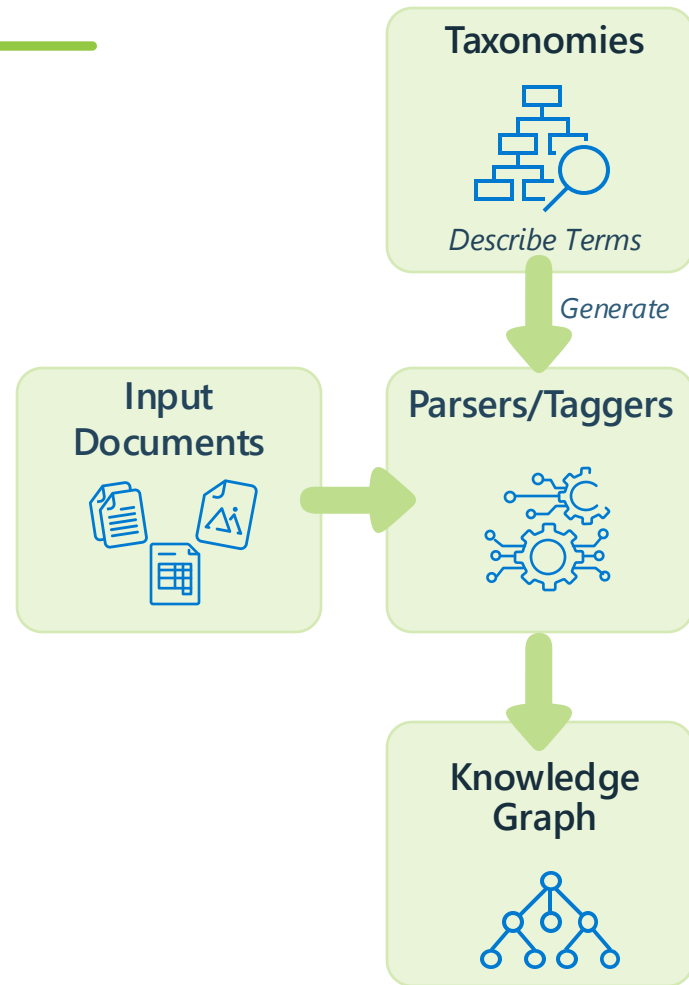 Taxonomies
Describe Terms
Generate
Input
Documents
Parsers/Taggers
Knowledge
Graph